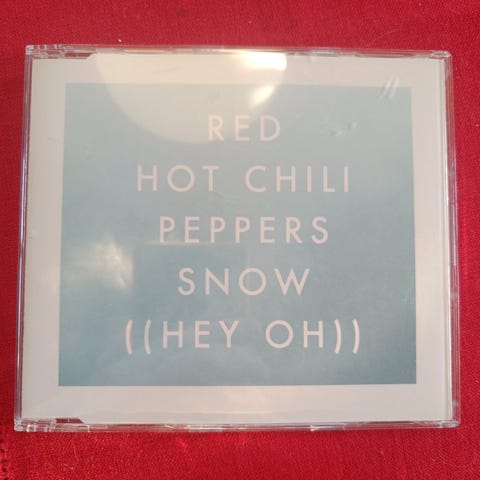 RED
HOT CHILI
PEPPERS
SNOW
((HEY OH))